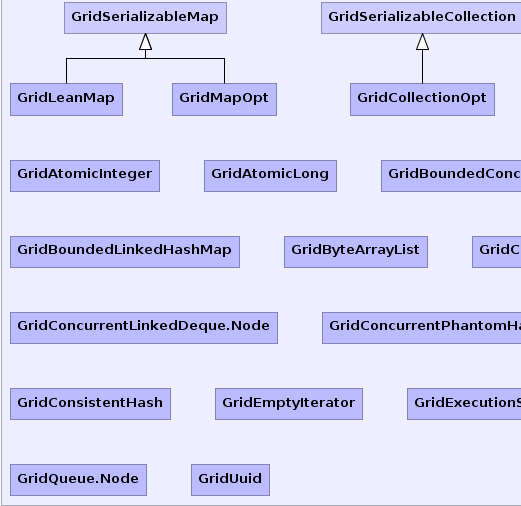 GridSerializableMap
GridSerializableCollection
GridLeanMap
GridMapOpt
GridCollectionOpt
GridAtomicInteger
GridAtomicLong
GridBoundedConc
GridBoundedLinkedHashMap
GridByteArrayList
GridC
GridConcurrentLinkedDeque.Node
GridConcurrentPhantomHa
GridConsistentHash
GridEmptyIterator
GridExecutionS
GridQueue.Node
GridUuid